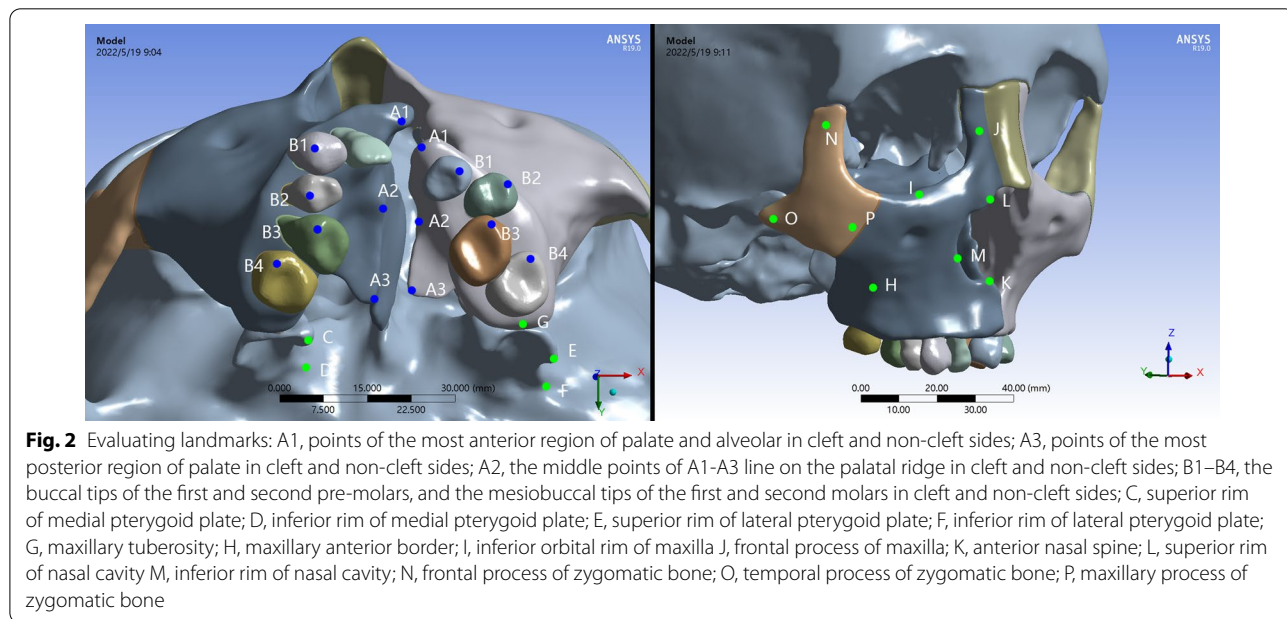 Model
2022/5/19 9:04
ANSYS
R19.0
A1
A1
B1
B1
B2
A2
B2
A2
B3
B3
B4
B4
A3
A3
G
C
E
D
F
0.000 15.000 30.000 (mm)
7.500 22.500
Z X
Y
Model
2022/5/19 9:11
ANSYS
R19.0
N
J
I
L
O
P
M
H
K
Z
Y X
0.00 20.00 40.00 (mm)
10.00 30.00
Fig. 2 Evaluating landmarks: A1, points of the most anterior region of palate and alveolar in cleft and non-cleft sides; A3, points of the most
posterior region of palate in cleft and non-cleft sides; A2, the middle points of A1-A3 line on the palatal ridge in cleft and non-cleft sides; B1–B4, the
buccal tips of the first and second pre-molars, and the mesiobuccal tips of the first and second molars in cleft and non-cleft sides; C, superior rim
of medial pterygoid plate; D, inferior rim of medial pterygoid plate; E, superior rim of lateral pterygoid plate; F, inferior rim of lateral pterygoid plate;
G, maxillary tuberosity; H, maxillary anterior border; I, inferior orbital rim of maxilla J, frontal process of maxilla; K, anterior nasal spine; L, superior rim
of nasal cavity M, inferior rim of nasal cavity; N, frontal process of zygomatic bone; O, temporal process of zygomatic bone; P, maxillary process of
zygomatic bone